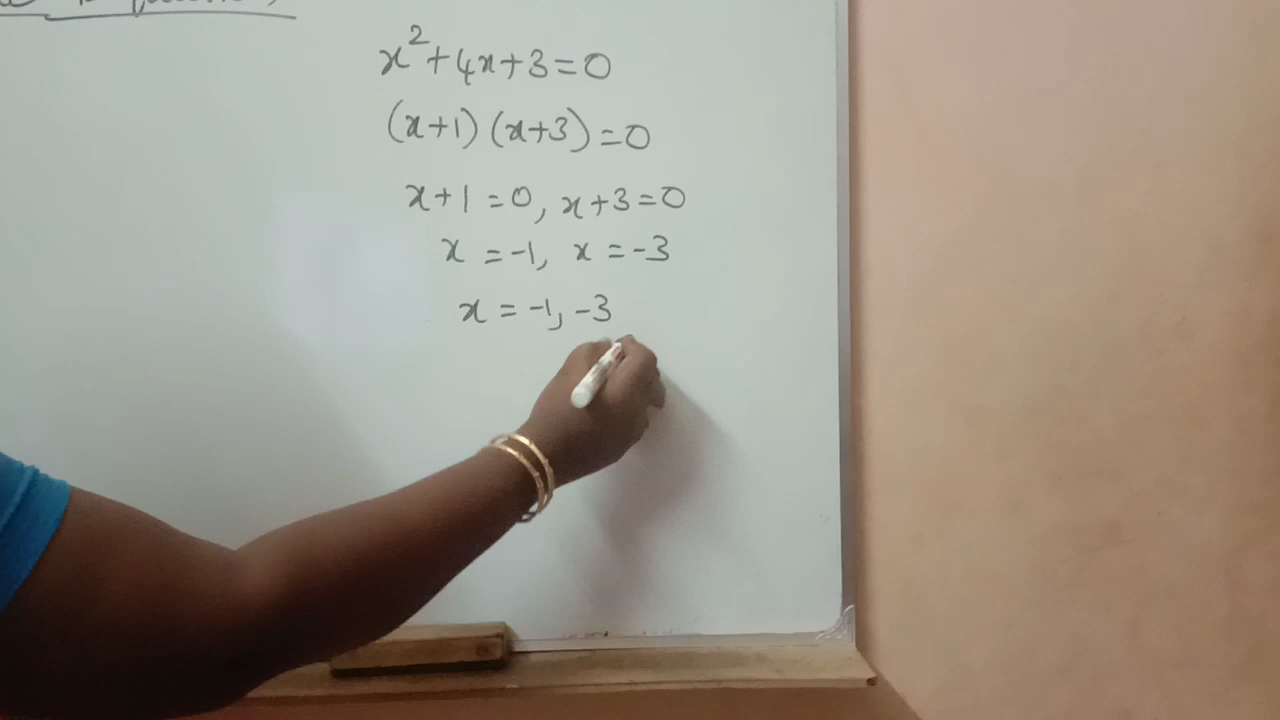 x²+4x+3=0
(x+1) (x+3)=0
x+1=0, x+3=0
x=-1, x=-3
x=-1, -3